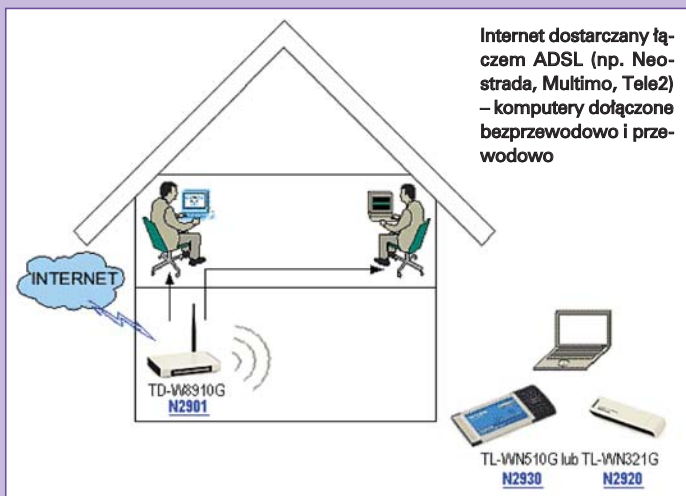 Internet dostarczany łą-
czem ADSL (np. Neo-
strada, Multimo, Tele2)
– komputery dołączone
bezprzewodowo i prze-
wodowo
INTERNET
TD-W8910G
N2901
TL-WN510G lub TL-WN321G
N2930 N2920